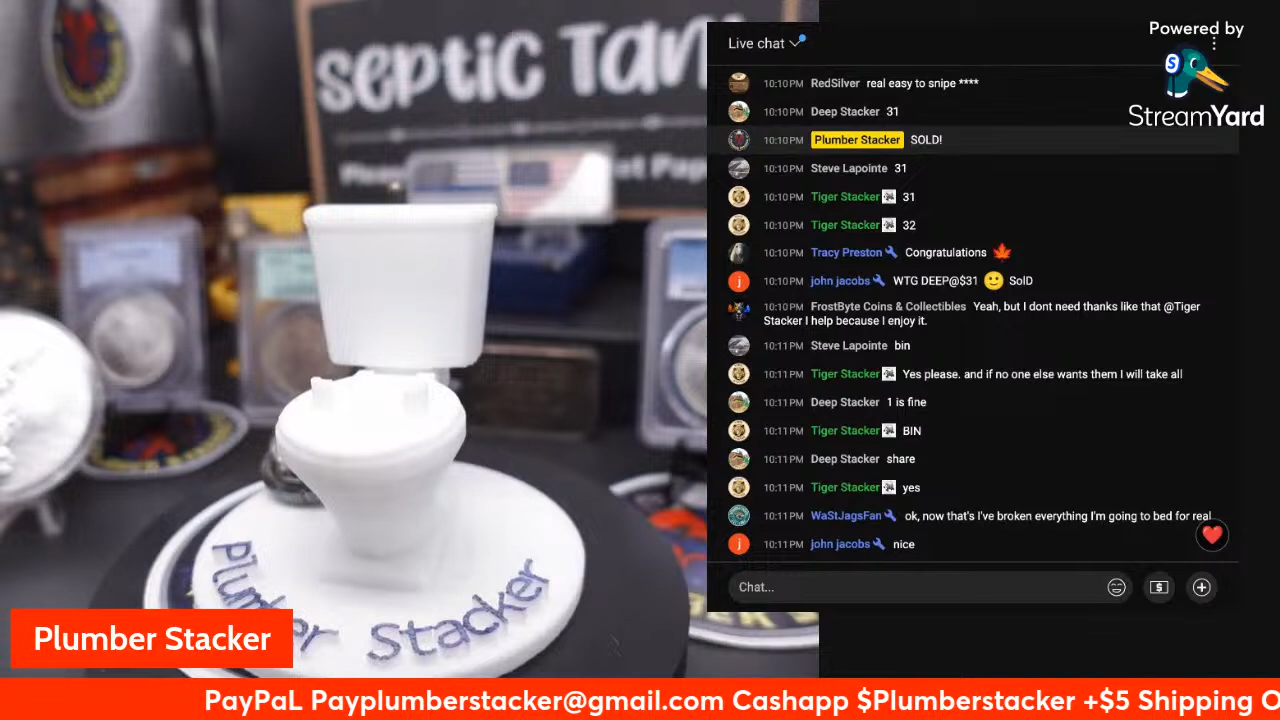 septic Tan
Plumber Stacker
Plumber Stacker
PayPaL Payplumberstacker@gmail.com Cashapp $Plumberstacker +$5 Shipping O
Live chat
10:10 PM RedSilver real easy to snipe ****
10:10 PM Deep Stacker 31
10:10 PM Plumber Stacker SOLD!
10:10 PM Steve Lapointe 31
10:10 PM Tiger Stacker 31
10:10 PM Tiger Stacker 32
10:10 PM Tracy Preston Congratulations 🍁
10:10 PM john jacobs WTG DEEP@$31 🙂 SolD
10:10 PM FrostByte Coins & Collectibles Yeah, but I dont need thanks like that @Tiger
Stacker I help because I enjoy it.
10:11 PM Steve Lapointe bin
10:11 PM Tiger Stacker Yes please. and if no one else wants them I will take all
10:11 PM Deep Stacker 1 is fine
10:11 PM Tiger Stacker BIN
10:11 PM Deep Stacker share
10:11 PM Tiger Stacker yes
10:11 PM WaStJagsFan ok, now that's I've broken everything I'm going to bed for real
10:11 PM john jacobs nice
Chat...
Powered by
StreamYard